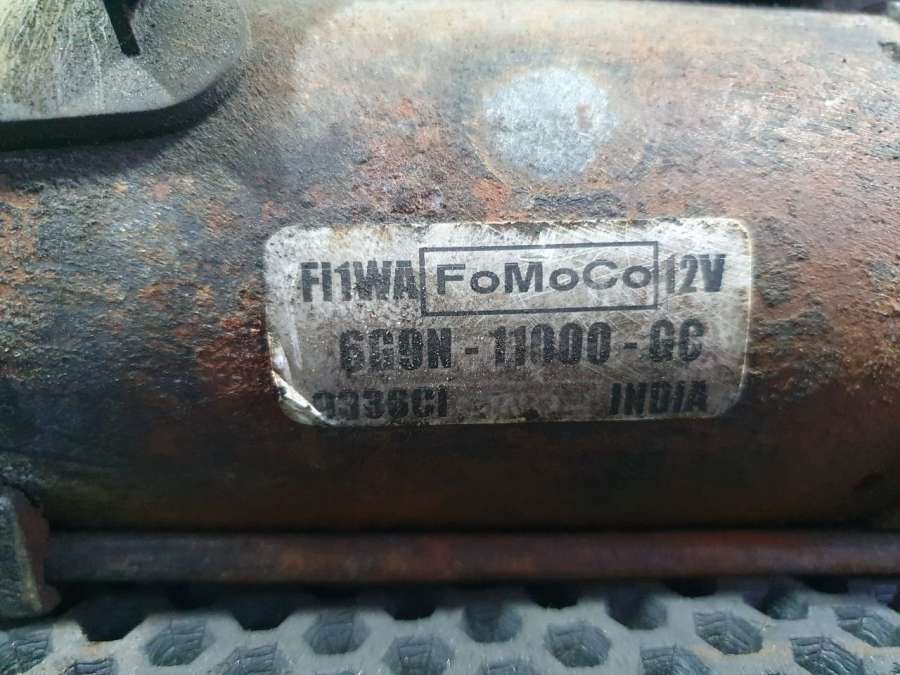 FI1WA FoMoCo 12V
6G9N - 11000 - GC
9336CI INDIA